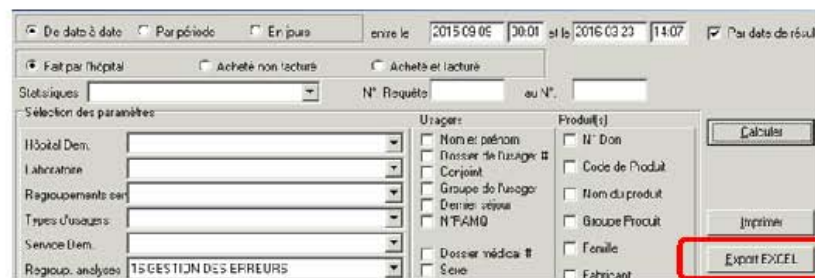 De date à date Par période En jours entre le 2015 09 09 00:01 et le 2016 03 23 14:07 Par date de résul
Fait par l'hôpital Acheté non facturé Acheté et facturé
Statistiques N°. Requête au N°.
Sélection des paramètres Usagers Produit(s)
Calculer
Hôpital Dem. Nom et prénom N° Don
Dossier de l'usager #
Laboratoire Conjoint Code de Produit
Regroupements ser Groupe de l'usager Nom du produit
Dernier séjour
Types d'usagers N°RAMQ Groupe Produit Imprimer
Service Dem. Dossier médical # Famille
Regroup. analyses 16 GESTION DES ERREURS Sexe Fabricant Export EXCEL